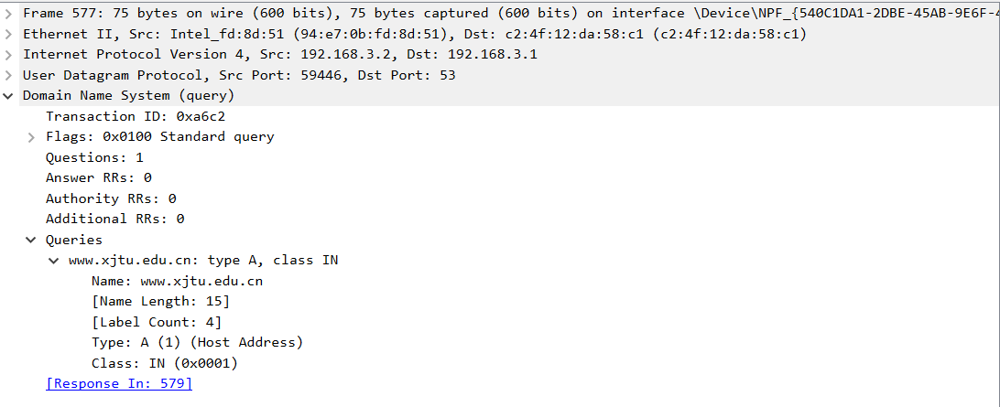 Frame 577: 75 bytes on wire (600 bits), 75 bytes captured (600 bits) on interface \Device\NPF_{540C1DA1-2DBE-45AB-9E6F-4
Ethernet II, Src: Intel_fd:8d:51 (94:e7:0b:fd:8d:51), Dst: c2:4f:12:da:58:c1 (c2:4f:12:da:58:c1)
Internet Protocol Version 4, Src: 192.168.3.2, Dst: 192.168.3.1
User Datagram Protocol, Src Port: 59446, Dst Port: 53
Domain Name System (query)
Transaction ID: 0xa6c2
Flags: 0x0100 Standard query
Questions: 1
Answer RRs: 0
Authority RRs: 0
Additional RRs: 0
Queries
www.xjtu.edu.cn: type A, class IN
Name: www.xjtu.edu.cn
[Name Length: 15]
[Label Count: 4]
Type: A (1) (Host Address)
Class: IN (0x0001)
[Response In: 579]